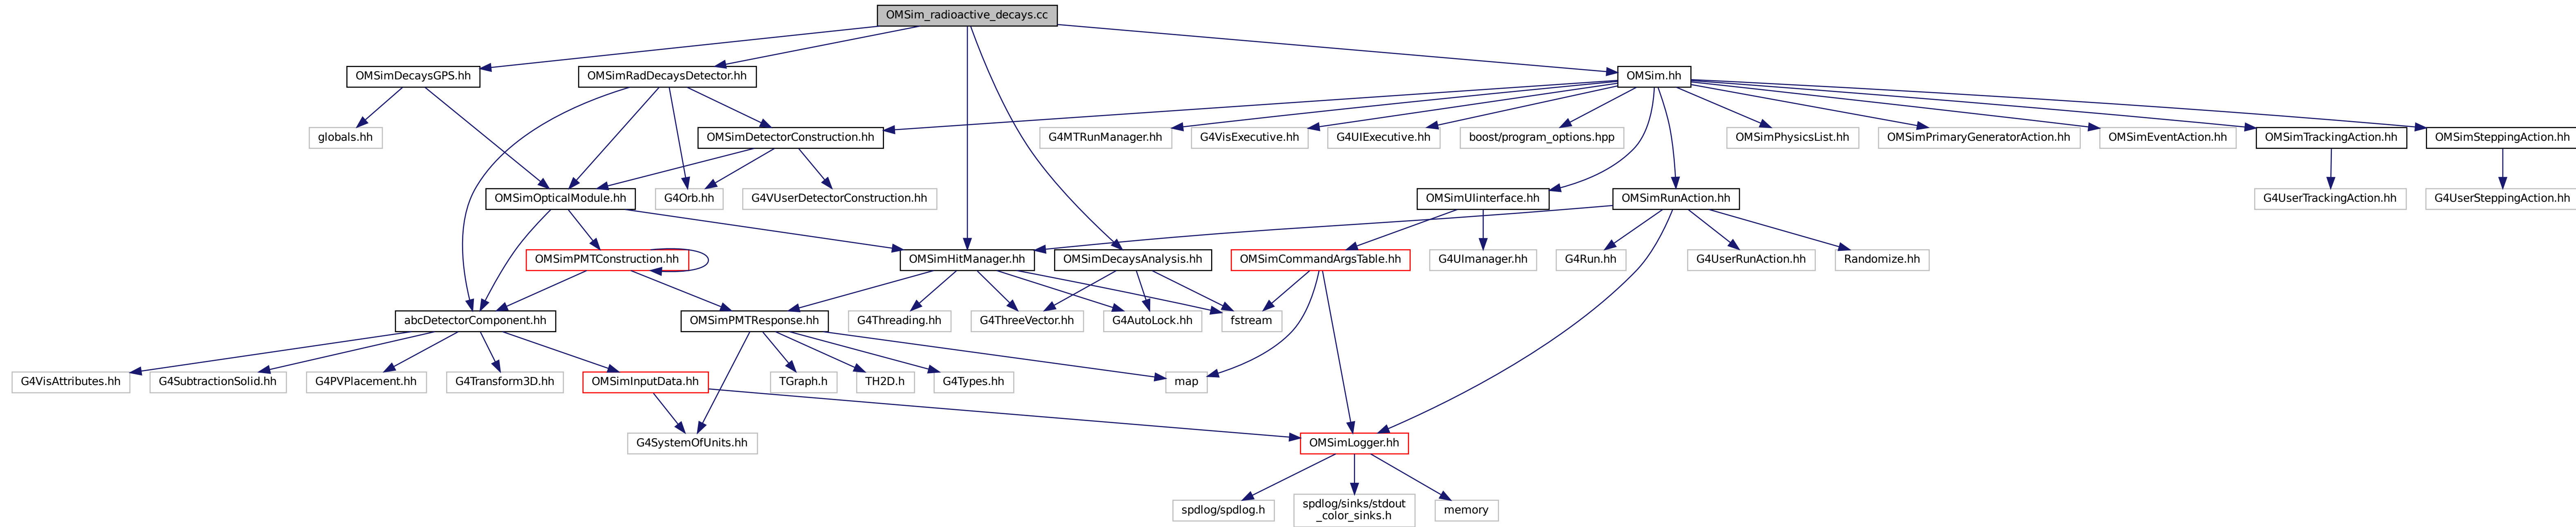 OMSim_radioactive_decays.cc
OMSimDecaysGPS.hh
OMSimRadDecaysDetector.hh
OMSim.hh
globals.hh
OMSimDetectorConstruction.hh
G4MTRunManager.hh
G4VisExecutive.hh
G4UIExecutive.hh
boost/program_options.hpp
OMSimPhysicsList.hh
OMSimPrimaryGeneratorAction.hh
OMSimEventAction.hh
OMSimTrackingAction.hh
OMSimSteppingAction.hh
OMSimOpticalModule.hh
G4Orb.hh
G4VUserDetectorConstruction.hh
OMSimUIinterface.hh
OMSimRunAction.hh
G4UserTrackingAction.hh
G4UserSteppingAction.hh
OMSimPMTConstruction.hh
OMSimHitManager.hh
OMSimDecaysAnalysis.hh
OMSimCommandArgsTable.hh
G4UImanager.hh
G4Run.hh
G4UserRunAction.hh
Randomize.hh
abcDetectorComponent.hh
OMSimPMTResponse.hh
G4Threading.hh
G4ThreeVector.hh
G4AutoLock.hh
fstream
G4VisAttributes.hh
G4SubtractionSolid.hh
G4PVPlacement.hh
G4Transform3D.hh
OMSimInputData.hh
TGraph.h
TH2D.h
G4Types.hh
map
G4SystemOfUnits.hh
OMSimLogger.hh
spdlog/spdlog.h
spdlog/sinks/stdout
_color_sinks.h
memory